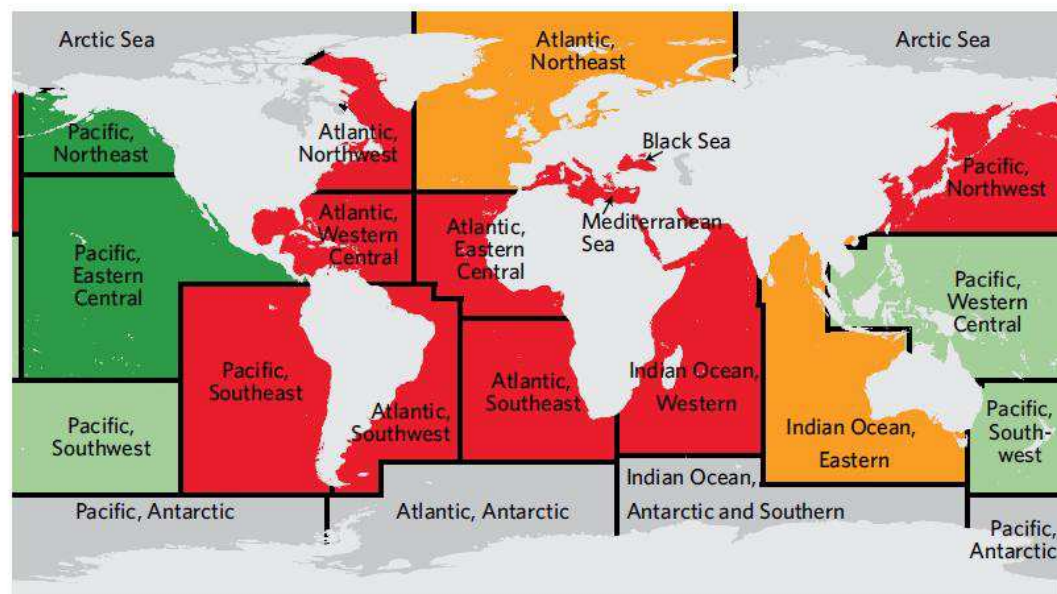 Arctic Sea
Atlantic,
Northeast
Arctic Sea
Pacific,
Northeast
Atlantic,
Northwest
Black Sea
Pacific,
Northwest
Mediterranean
Sea
Atlantic,
Western
Central
Atlantic,
Eastern
Central
Pacific,
Eastern
Central
Pacific,
Western
Central
Pacific,
Southeast
Atlantic,
Southeast
Indian Ocean,
Western
Atlantic,
Southwest
Pacific,
Southwest
Indian Ocean,
Eastern
Pacific,
South-
west
Indian Ocean,
Antarctic and Southern
Pacific, Antarctic
Atlantic, Antarctic
Pacific,
Antarctic